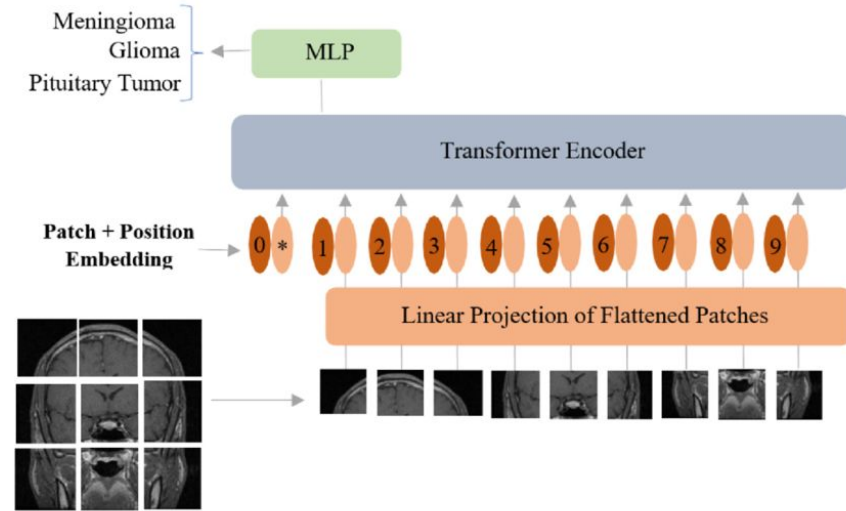 Meningioma
Glioma
Pituitary Tumor
MLP
Transformer Encoder
Patch + Position
Embedding
0 * 1 2 3 4 5 6 7 8 9
Linear Projection of Flattened Patches